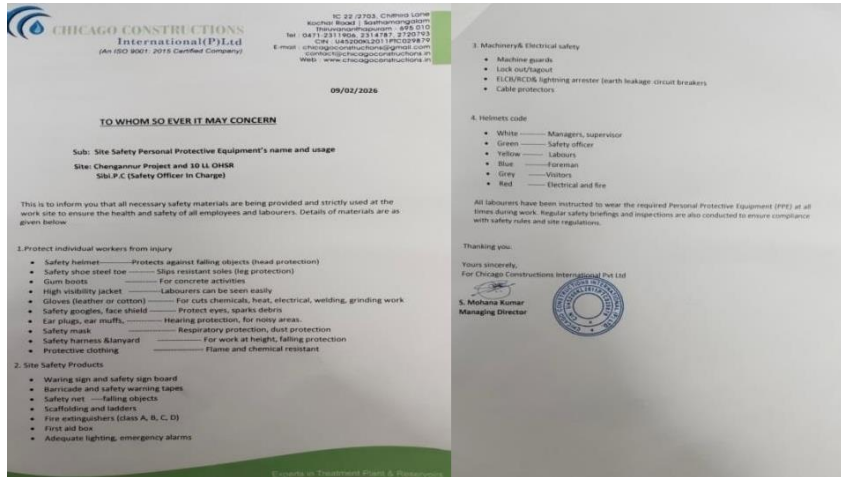 CHICAGO CONSTRUCTIONS
International(P)Ltd
(An ISO 9001: 2015 Certified Company)
TC 22 /2703, Chithira Lane
Kochar Road | Sasthamangalam
Thiruvananthapuram - 695 010
Tel : 0471-2311906, 2314787, 2720793
CIN : U45200KL2011PTC029879
E-mail : chicagoconstructions@gmail.com
contact@chicagoconstructions.in
Web : www.chicagoconstructions.in
09/02/2026
TO WHOM SO EVER IT MAY CONCERN
Sub: Site Safety Personal Protective Equipment's name and usage
Site: Chengannur Project and 10 LL OHSR
Sibi.P.C (Safety Officer In Charge)
This is to inform you that all necessary safety materials are being provided and strictly used at the
work site to ensure the health and safety of all employees and labourers. Details of materials are as
given below
1.Protect individual workers from injury
• Safety helmet----------Protects against falling objects (head protection)
• Safety shoe steel toe -------- Slips resistant soles (leg protection)
• Gum boots --------------- For concrete activities
• High visibility jacket ------------Labourers can be seen easily
• Gloves (leather or cotton) -------- For cuts chemicals, heat, electrical, welding, grinding work
• Safety googles, face shield -------- Protect eyes, sparks debris
• Ear plugs, ear muffs, ------------- Hearing protection, for noisy areas.
• Safety mask ---------------- Respiratory protection, dust protection
• Safety harness &lanyard ---------------- For work at height, falling protection
• Protective clothing ----------------Flame and chemical resistant
2. Site Safety Products
• Waring sign and safety sign board
• Barricade and safety warning tapes
• Safety net ----falling objects
• Scaffolding and ladders
• Fire extinguishers (class A, B, C, D)
• First aid box
• Adequate lighting, emergency alarms
Experts in Treatment Plant & Reservoirs
3. Machinery& Electrical safety
• Machine guards
• Lock out/tagout
• ELCB/RCD& lightning arrester (earth leakage circuit breakers
• Cable protectors
4. Helmets code
• White --------- Managers, supervisor
• Green --------- Safety officer
• Yellow -------- Labours
• Blue --------Foreman
• Grey ------Visitors
• Red -------- Electrical and fire
All labourers have been instructed to wear the required Personal Protective Equipment (PPE) at all
times during work. Regular safety briefings and inspections are also conducted to ensure compliance
with safety rules and site regulations.
Thanking you.
Yours sincerely,
For Chicago Constructions International Pvt Ltd
S. Mohana Kumar
Managing Director